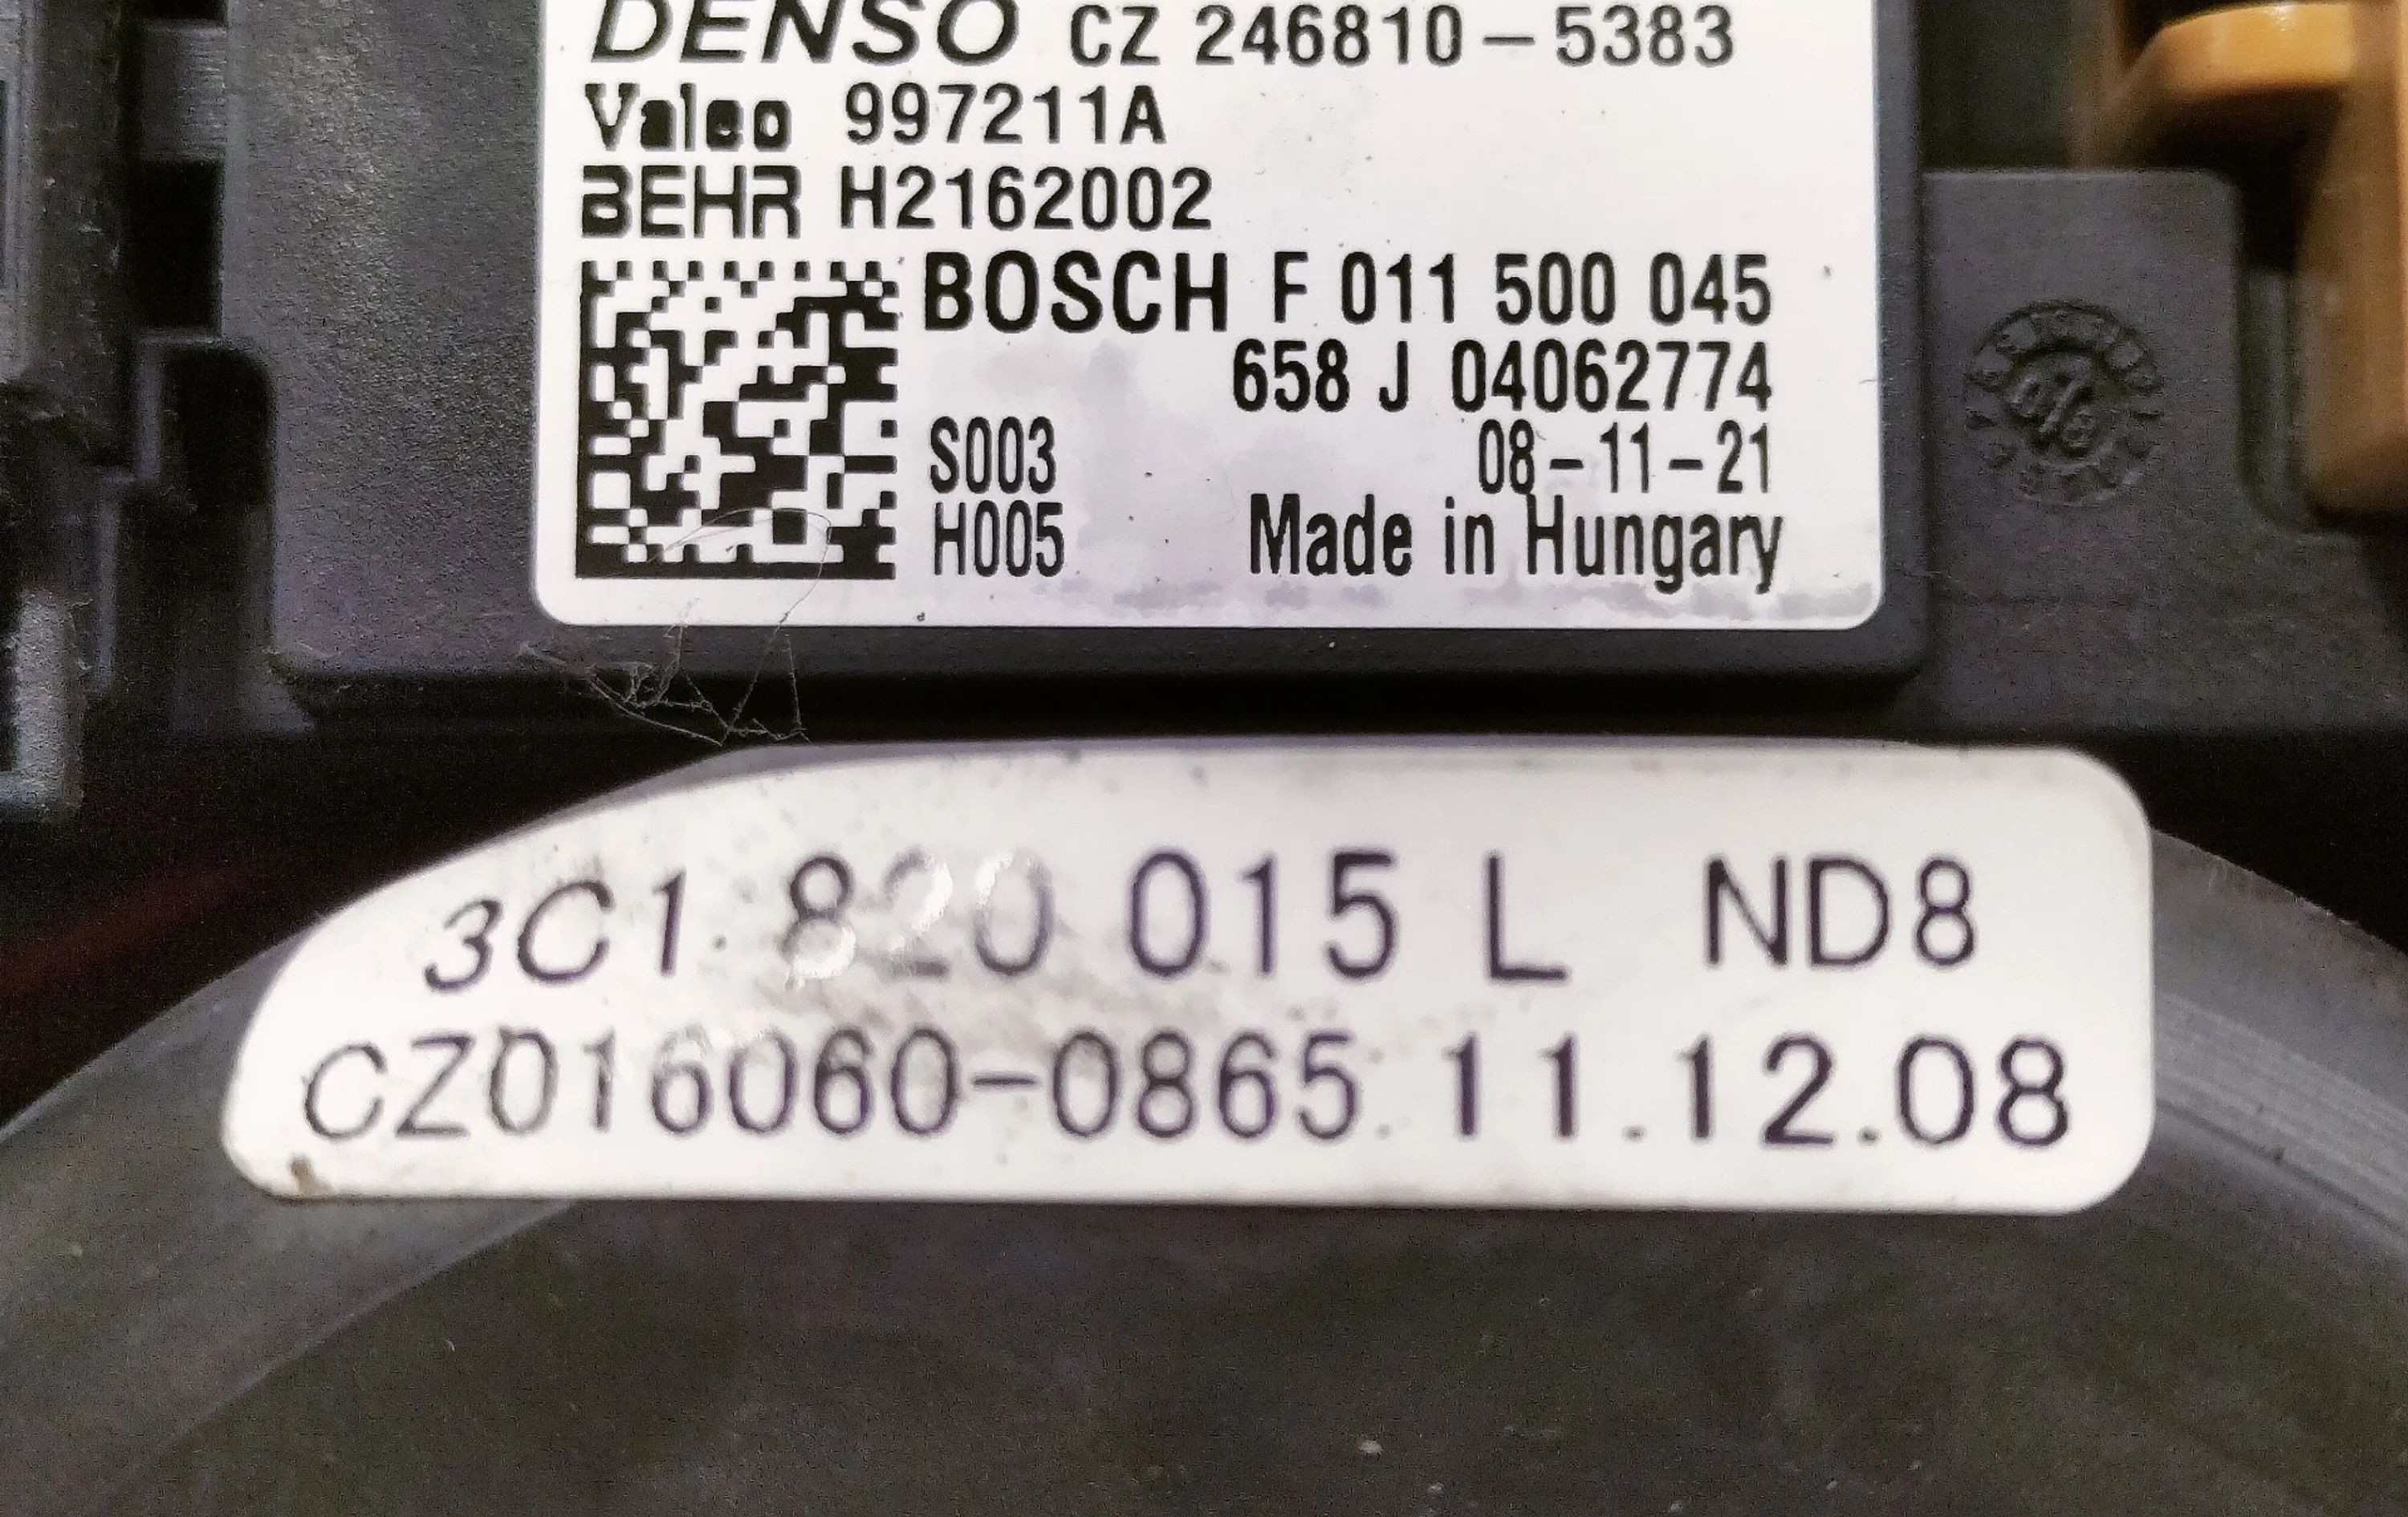 DENSO CZ 246810-5383
Valeo 997211A
BEHR H2162002
BOSCH F 011 500 045
658 J 04062774
S003 08-11-21
H005 Made in Hungary
3C1 820 015 L ND8
CZ016060-0865 11.12.08